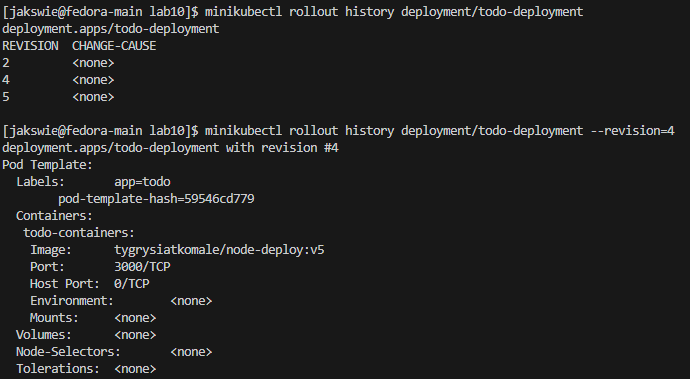 [jakswie@fedora-main lab10]$ minikubectl rollout history deployment/todo-deployment
deployment.apps/todo-deployment
REVISION  CHANGE-CAUSE
2         <none>
4         <none>
5         <none>
[jakswie@fedora-main lab10]$ minikubectl rollout history deployment/todo-deployment --revision=4
deployment.apps/todo-deployment with revision #4
Pod Template:
  Labels:       app=todo
        pod-template-hash=59546cd779
  Containers:
   todo-containers:
    Image:      tygrysiatkomale/node-deploy:v5
    Port:       3000/TCP
    Host Port:  0/TCP
    Environment:        <none>
    Mounts:     <none>
  Volumes:      <none>
  Node-Selectors:       <none>
  Tolerations:  <none>